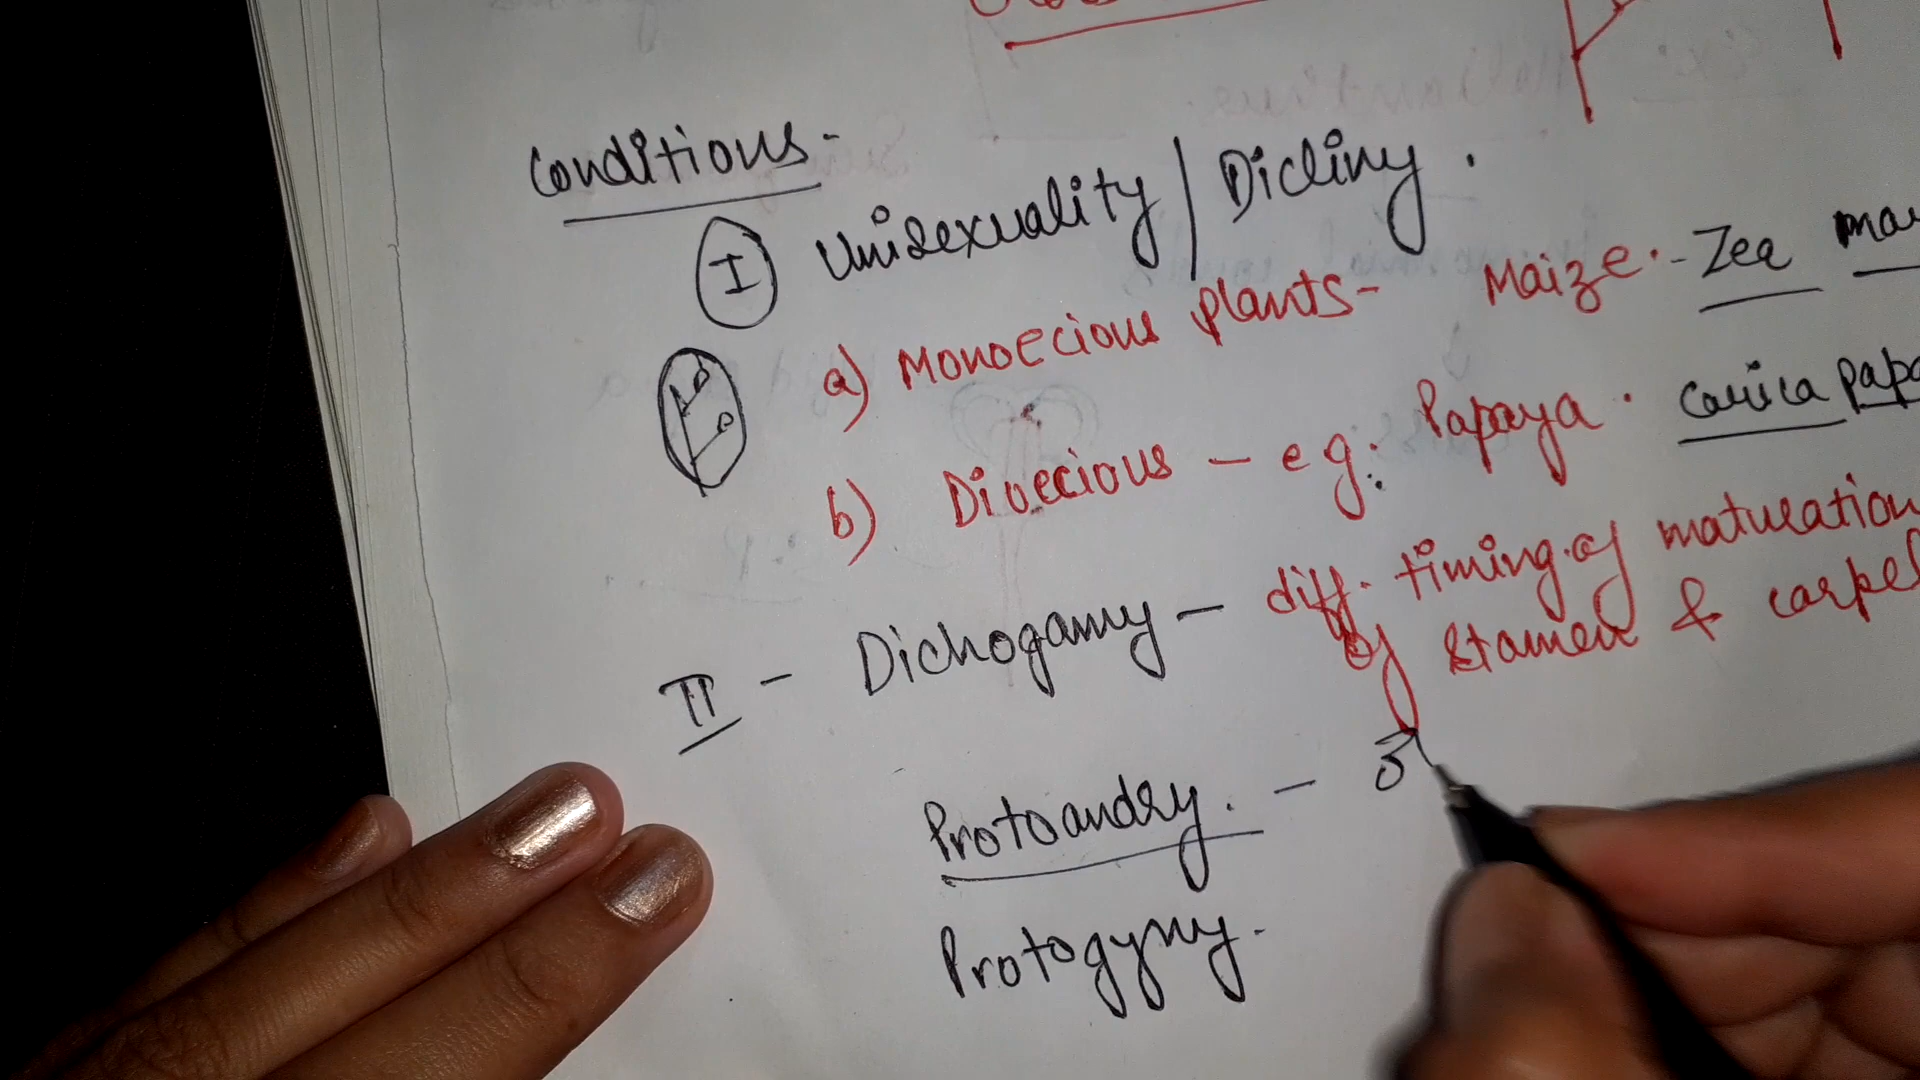 Conditions -
I Unisexuality / Dicliny .
a) Monoecious plants - Maize . - Zea
b) Dioecious - eg: Papaya . Carica
II - Dichogamy - diff. timing of maturation
of stamen & carpel
Protoandry . - ♂
Protogyny .